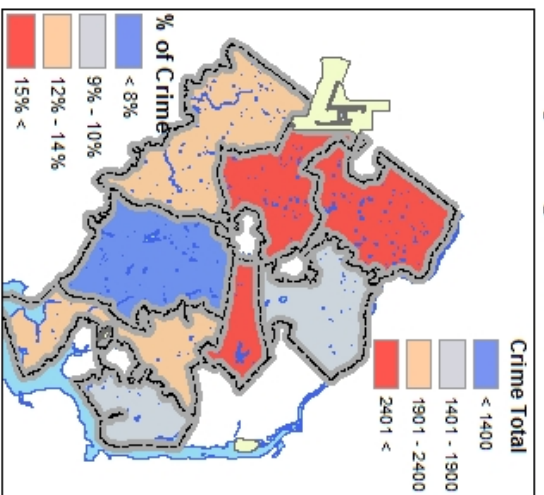 Crime Total
< 1400
1401 - 1900
1901 - 2400
2401 <
% of Crime
< 8%
9% - 10%
12% - 14%
15% <